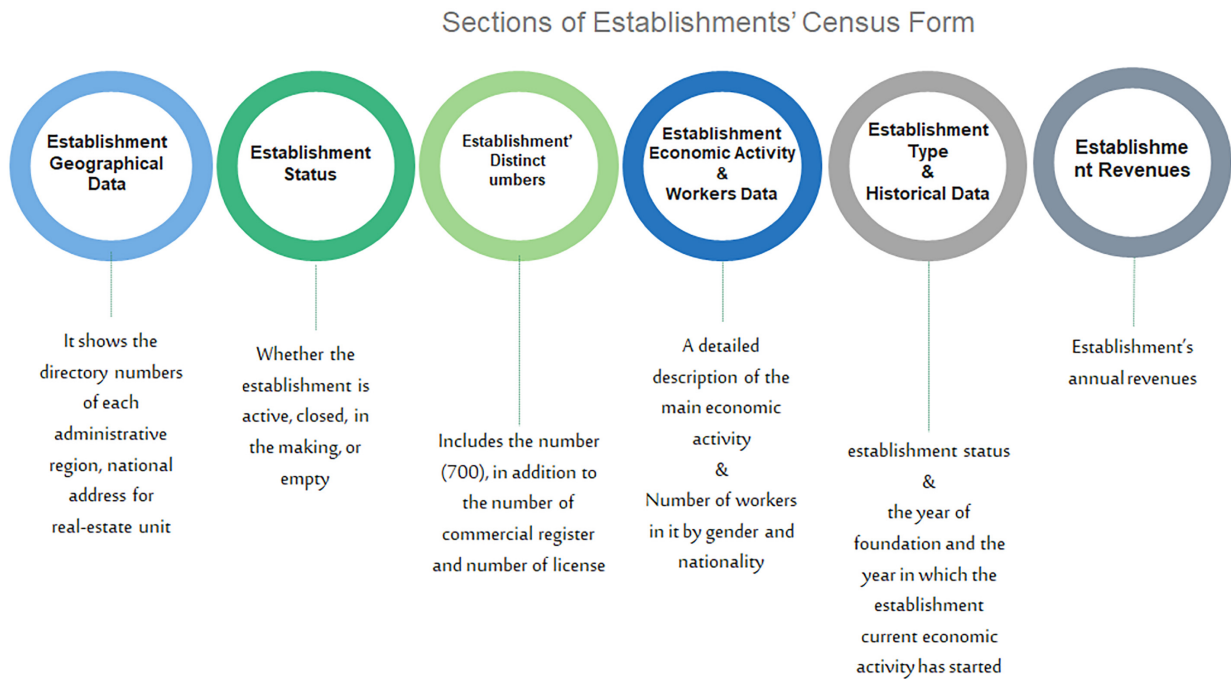 Sections of Establishments' Census Form
Establishment
Geographical
Data
Establishment
Status
Establishment'
Distinct
umbers
Establishment
Economic Activity
&
Workers Data
Establishment
Type
&
Historical Data
Establishme
nt Revenues
It shows the
directory numbers
of each
administrative
region, national
address for
real-estate unit
Whether the
establishment is
active, closed, in
the making, or
empty
Includes the number
(700), in addition to
the number of
commercial register
and number of license
A detailed
description of the
main economic
activity
&
Number of workers
in it by gender and
nationality
establishment status
&
the year of
foundation and the
year in which the
establishment
current economic
activity has started
Establishment's
annual revenues